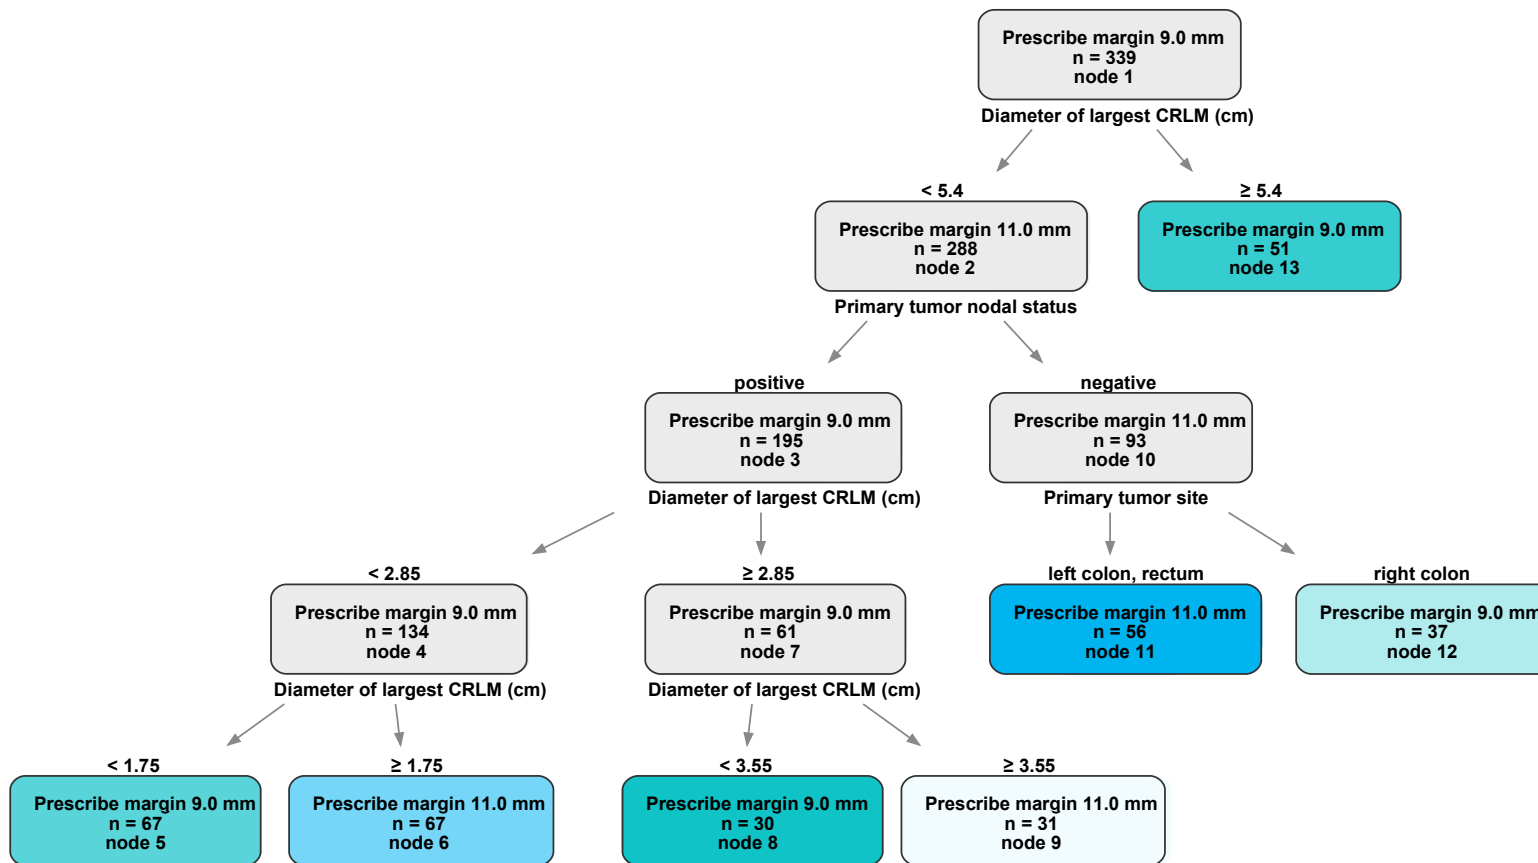 Prescribe margin 9.0 mm
n = 339
node 1
Diameter of largest CRLM (cm)
< 5.4
≥ 5.4
Prescribe margin 11.0 mm
n = 288
node 2
Prescribe margin 9.0 mm
n = 51
node 13
Primary tumor nodal status
positive
negative
Prescribe margin 9.0 mm
n = 195
node 3
Prescribe margin 11.0 mm
n = 93
node 10
Diameter of largest CRLM (cm)
Primary tumor site
< 2.85
≥ 2.85
left colon, rectum
right colon
Prescribe margin 9.0 mm
n = 134
node 4
Prescribe margin 9.0 mm
n = 61
node 7
Prescribe margin 11.0 mm
n = 56
node 11
Prescribe margin 9.0 mm
n = 37
node 12
Diameter of largest CRLM (cm)
Diameter of largest CRLM (cm)
< 1.75
≥ 1.75
< 3.55
≥ 3.55
Prescribe margin 9.0 mm
n = 67
node 5
Prescribe margin 11.0 mm
n = 67
node 6
Prescribe margin 9.0 mm
n = 30
node 8
Prescribe margin 11.0 mm
n = 31
node 9